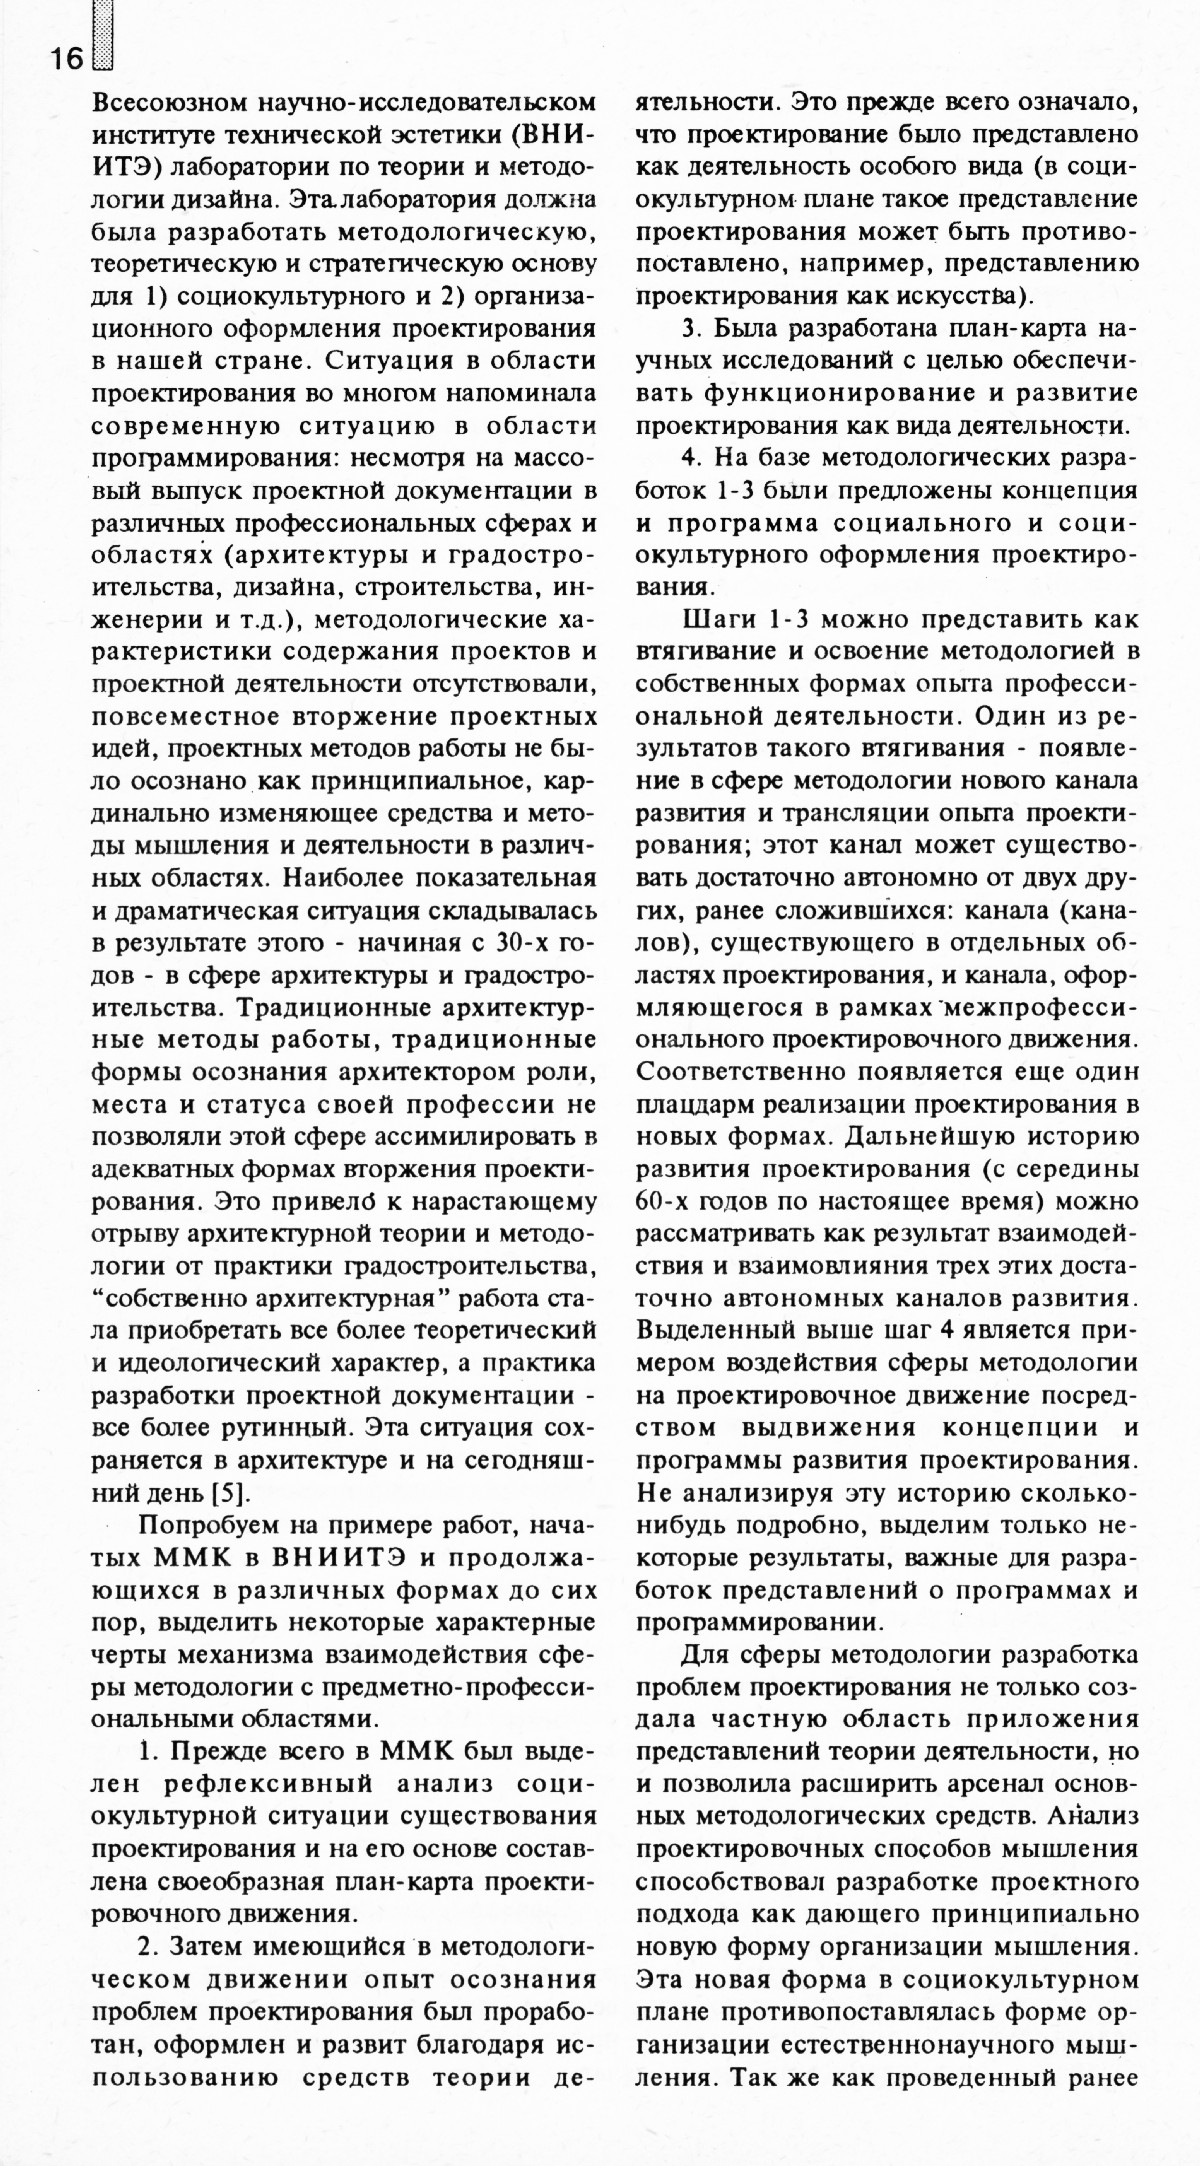 16
Всесоюзном научно-исследовательском
институте технической эстетики (ВНИ-
ИТЭ) лаборатории по теории и методо-
логии дизайна. Эта лаборатория должна
была разработать методологическую,
теоретическую и стратегическую основу
для 1) социокультурного и 2) организа-
ционного оформления проектирования
в нашей стране. Ситуация в области
проектирования во многом напоминала
современную ситуацию в области
программирования: несмотря на массо-
вый выпуск проектной документации в
различных профессиональных сферах и
областях (архитектуры и градостро-
ительства, дизайна, строительства, ин-
женерии и т.д.), методологические ха-
рактеристики содержания проектов и
проектной деятельности отсутствовали,
повсеместное вторжение проектных
идей, проектных методов работы не бы-
ло осознано как принципиальное, кар-
динально изменяющее средства и мето-
ды мышления и деятельности в различ-
ных областях. Наиболее показательная
и драматическая ситуация складывалась
в результате этого - начиная с 30-х го-
дов - в сфере архитектуры и градостро-
ительства. Традиционные архитектур-
ные методы работы, традиционные
формы осознания архитектором роли,
места и статуса своей профессии не
позволяли этой сфере ассимилировать в
адекватных формах вторжения проекти-
рования. Это привело к нарастающему
отрыву архитектурной теории и методо-
логии от практики градостроительства,
“собственно архитектурная” работа ста-
ла приобретать все более теоретический
и идеологический характер, а практика
разработки проектной документации -
все более рутинный. Эта ситуация сох-
раняется в архитектуре и на сегодняш-
ний день [5].
Попробуем на примере работ, нача-
тых ММК в ВНИИТЭ и продолжа-
ющихся в различных формах до сих
пор, выделить некоторые характерные
черты механизма взаимодействия сфе-
ры методологии с предметно-професси-
ональными областями.
1. Прежде всего в ММК был выде-
лен рефлексивный анализ соци-
окультурной ситуации существования
проектирования и на его основе состав-
лена своеобразная план-карта проекти-
ровочного движения.
2. Затем имеющийся в методологи-
ческом движении опыт осознания
проблем проектирования был прорабо-
тан, оформлен и развит благодаря ис-
пользованию средств теории де-
ятельности. Это прежде всего означало,
что проектирование было представлено
как деятельность особого вида (в соци-
окультурном плане такое представление
проектирования может быть противо-
поставлено, например, представлению
проектирования как искусства).
3. Была разработана план-карта на-
учных исследований с целью обеспечи-
вать функционирование и развитие
проектирования как вида деятельности.
4. На базе методологических разра-
боток 1-3 были предложены концепция
и программа социального и соци-
окультурного оформления проектиро-
вания.
Шаги 1-3 можно представить как
втягивание и освоение методологией в
собственных формах опыта професси-
ональной деятельности. Один из ре-
зультатов такого втягивания - появле-
ние в сфере методологии нового канала
развития и трансляции опыта проекти-
рования; этот канал может существо-
вать достаточно автономно от двух дру-
гих, ранее сложившихся: канала (кана-
лов), существующего в отдельных об-
ластях проектирования, и канала, офор-
мляющегося в рамках межпрофесси-
онального проектировочного движения.
Соответственно появляется еще один
плацдарм реализации проектирования в
новых формах. Дальнейшую историю
развития проектирования (с середины
60-х годов по настоящее время) можно
рассматривать как результат взаимодей-
ствия и взаимовлияния трех этих доста-
точно автономных каналов развития.
Выделенный выше шаг 4 является при-
мером воздействия сферы методологии
на проектировочное движение посред-
ством выдвижения концепции и
программы развития проектирования.
Не анализируя эту историю сколько-
нибудь подробно, выделим только не-
которые результаты, важные для разра-
боток представлений о программах и
программировании.
Для сферы методологии разработка
проблем проектирования не только соз-
дала частную область приложения
представлений теории деятельности, но
и позволила расширить арсенал основ-
ных методологических средств. Анализ
проектировочных способов мышления
способствовал разработке проектного
подхода как дающего принципиально
новую форму организации мышления.
Эта новая форма в социокультурном
плане противопоставлялась форме ор-
ганизации естественнонаучного мыш-
ления. Так же как проведенный ранее